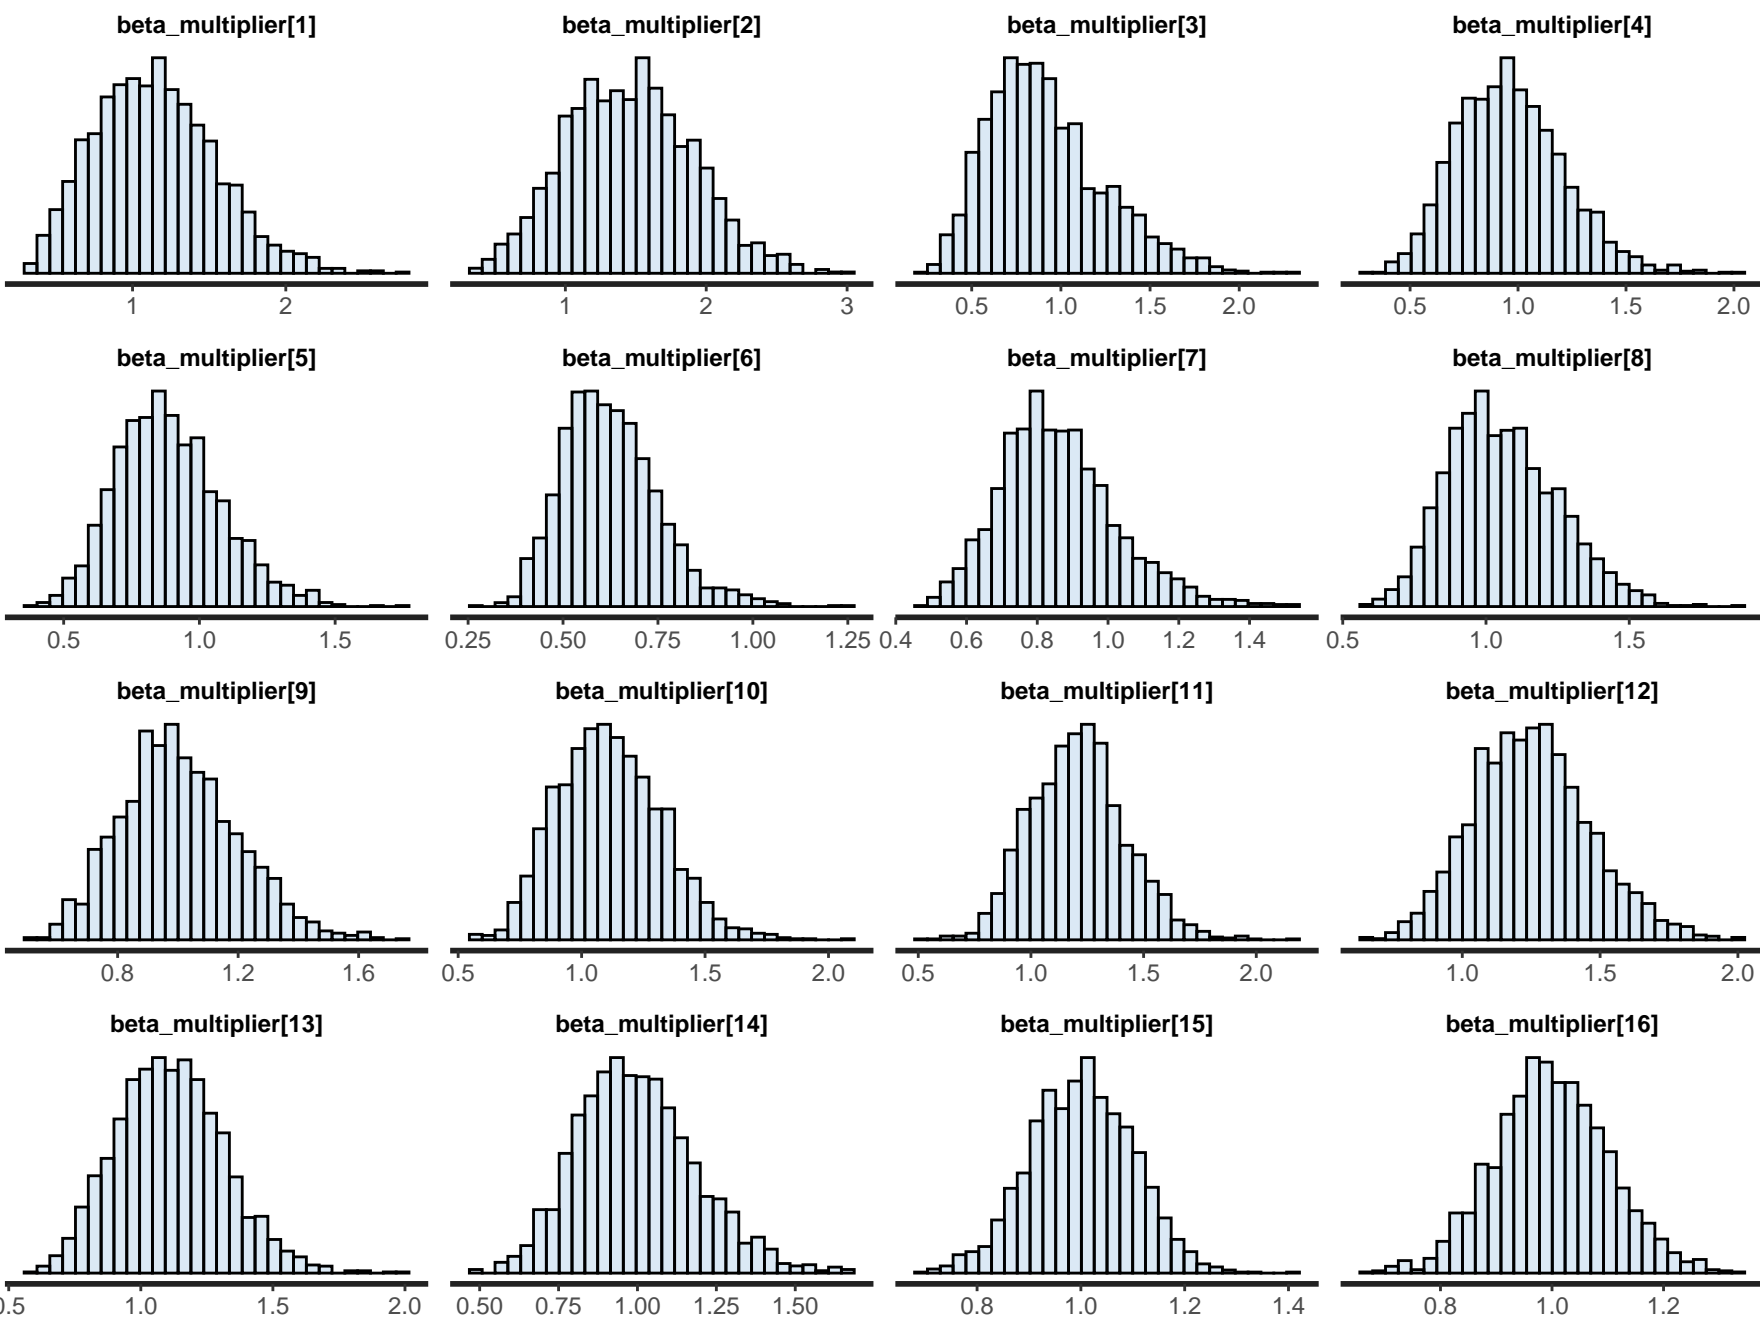 beta_multiplier[1] beta_multiplier[2] beta_multiplier[3] beta_multiplier[4]
1 2 1 2 3 0.5 1.0 1.5 2.0 0.5 1.0 1.5 2.0
beta_multiplier[5] beta_multiplier[6] beta_multiplier[7] beta_multiplier[8]
0.5 1.0 1.5 0.25 0.50 0.75 1.00 1.25 0.4 0.6 0.8 1.0 1.2 1.4 0.5 1.0 1.5
beta_multiplier[9] beta_multiplier[10] beta_multiplier[11] beta_multiplier[12]
0.8 1.2 1.6 0.5 1.0 1.5 2.0 0.5 1.0 1.5 2.0 1.0 1.5 2.0
beta_multiplier[13] beta_multiplier[14] beta_multiplier[15] beta_multiplier[16]
0.5 1.0 1.5 2.0 0.50 0.75 1.00 1.25 1.50 0.8 1.0 1.2 1.4 0.8 1.0 1.2